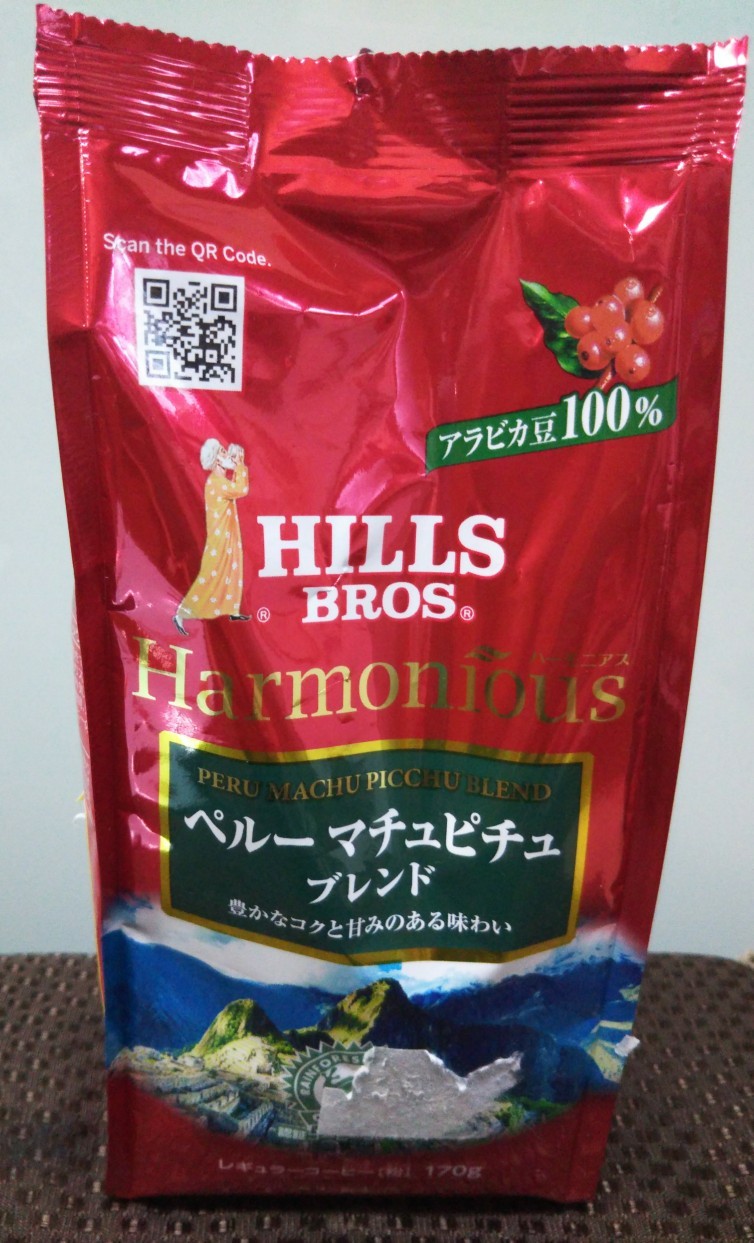 Scan the QR Code.
アラビカ豆100%
HILLS
BROS.®
®
ハーモニアス
Harmonious
PERU MACHU PICCHU BLEND
ペルー マチュピチュ
ブレンド
豊かなコクと甘みのある味わい
レギュラーコーヒー[粉] 170g